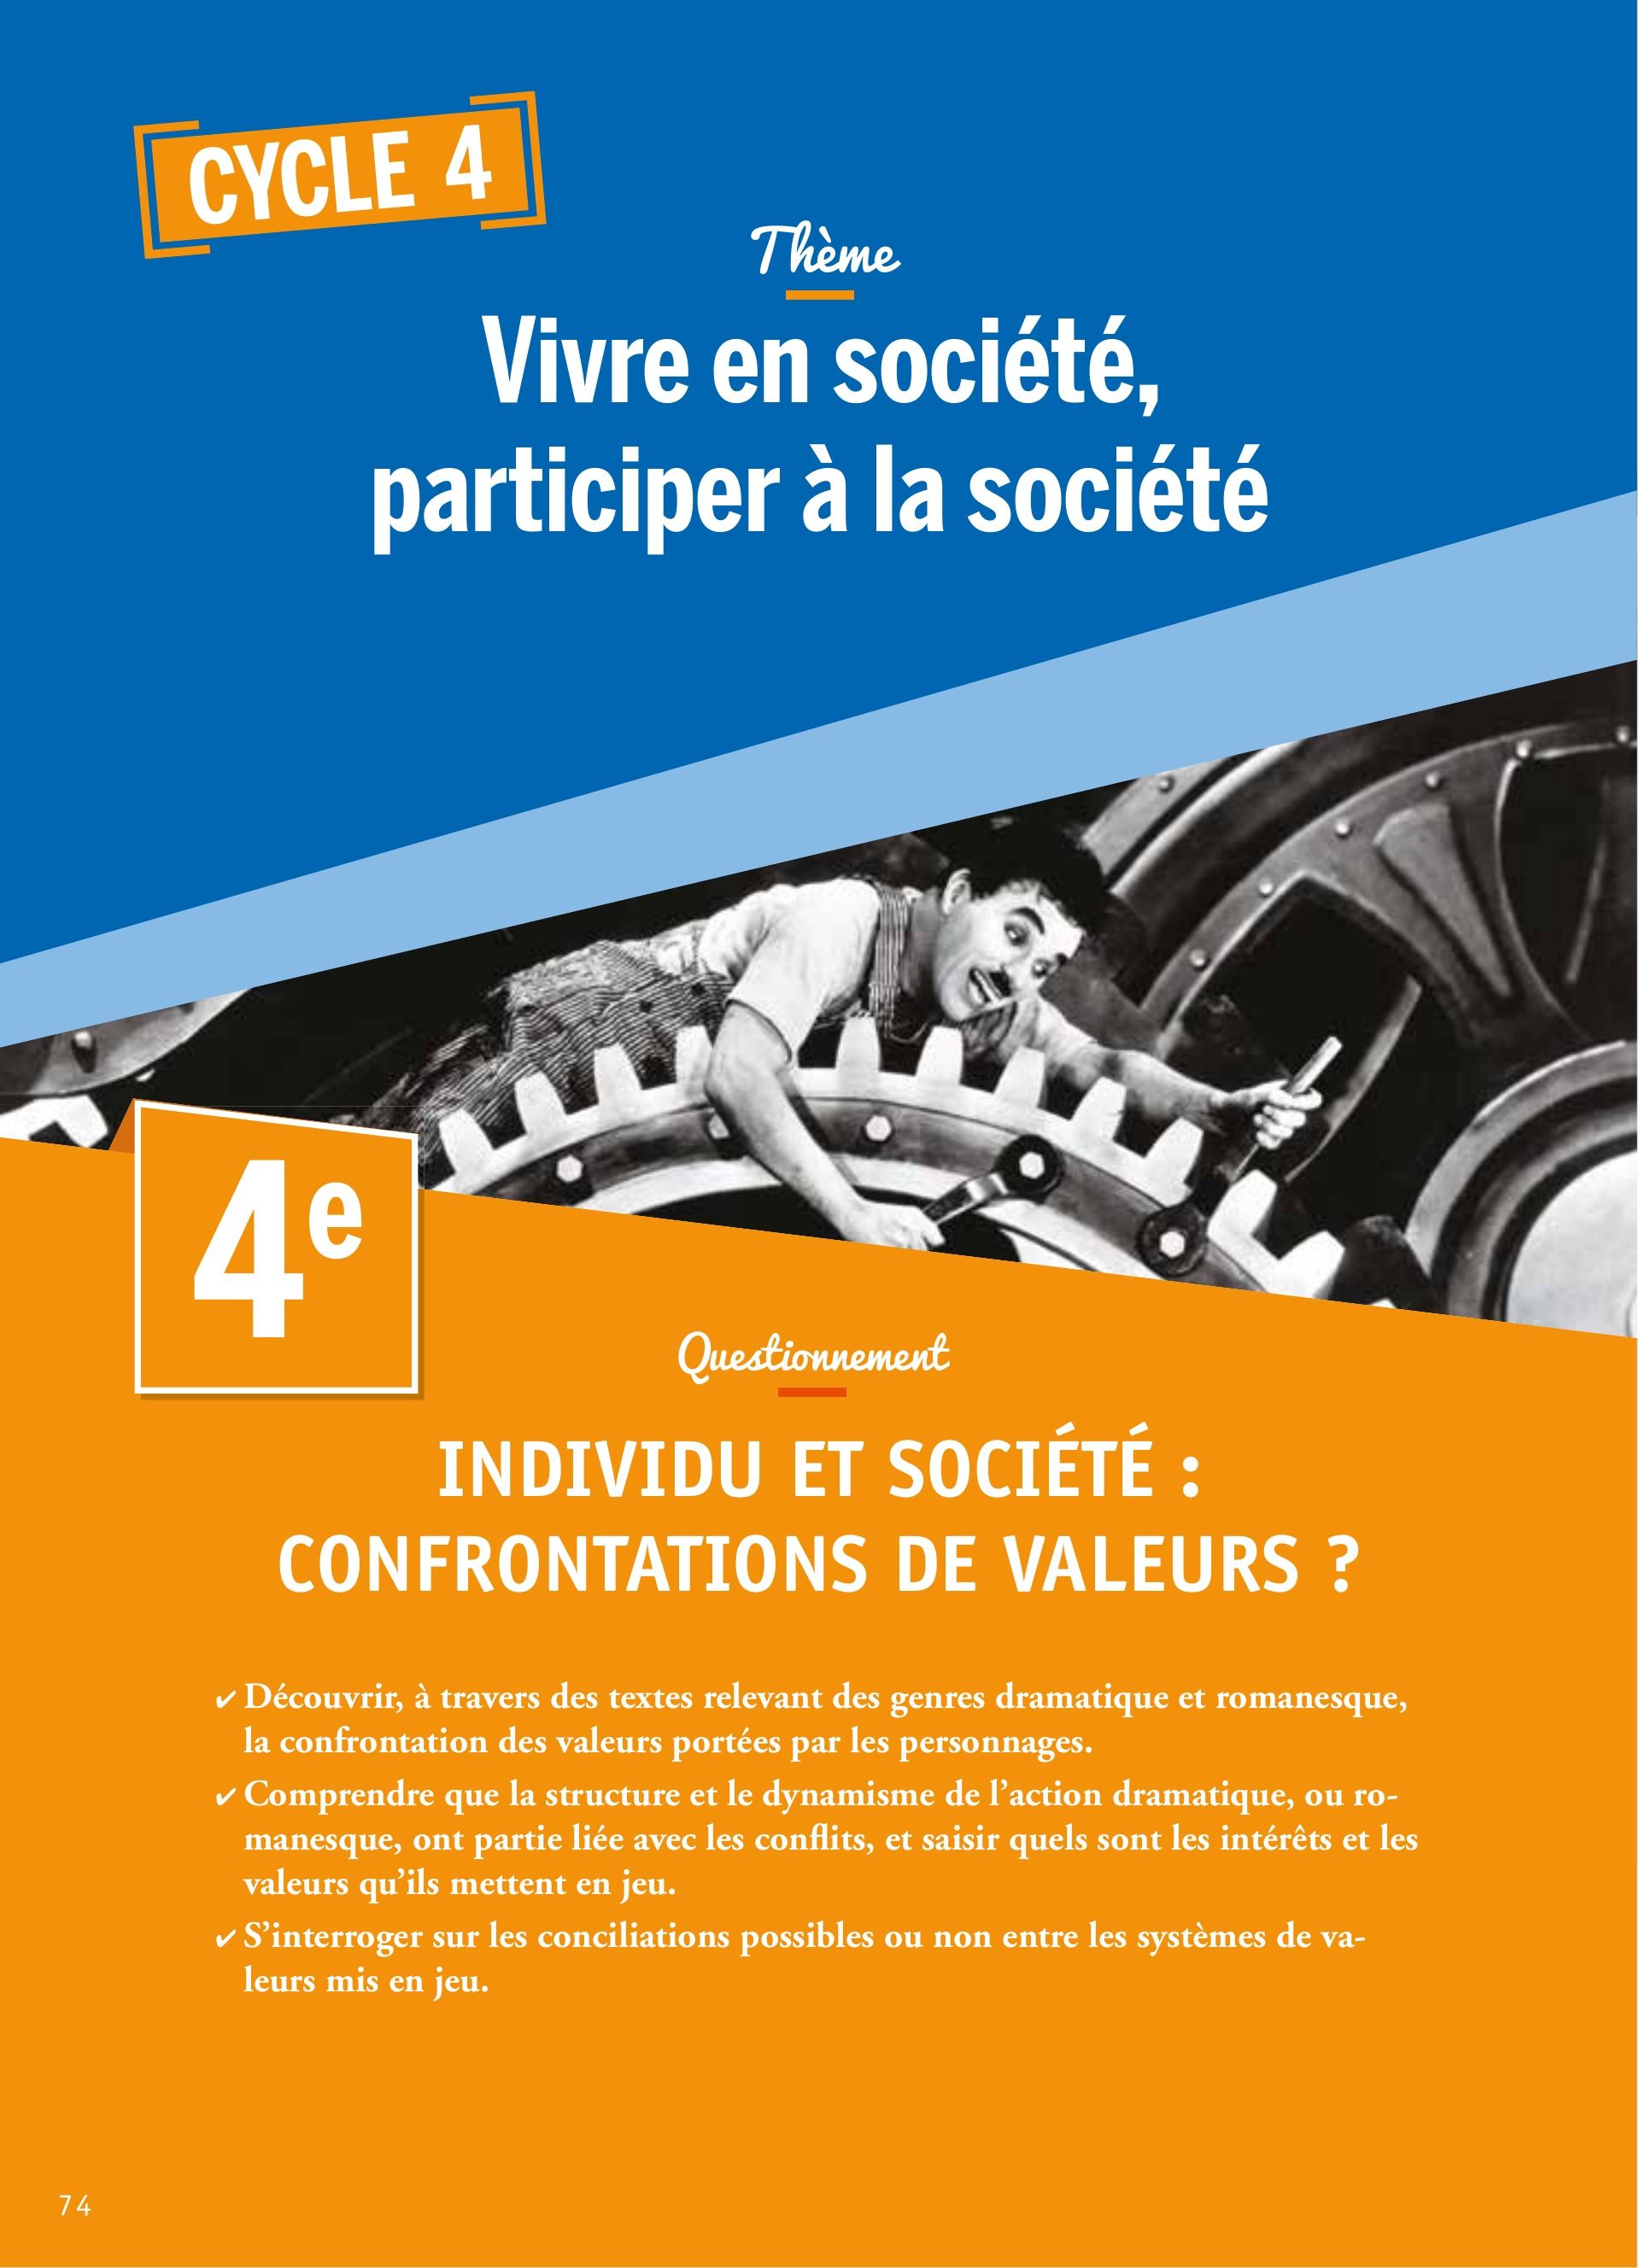 CYCLE 4
Thème
Vivre en société,
participer à la société
4e
Questionnement
INDIVIDU ET SOCIÉTÉ :
CONFRONTATIONS DE VALEURS ?
✔ Découvrir, à travers des textes relevant des genres dramatique et romanesque,
la confrontation des valeurs portées par les personnages.
✔ Comprendre que la structure et le dynamisme de l’action dramatique, ou ro-
manesque, ont partie liée avec les conflits, et saisir quels sont les intérêts et les
valeurs qu’ils mettent en jeu.
✔ S’interroger sur les conciliations possibles ou non entre les systèmes de va-
leurs mis en jeu.
74